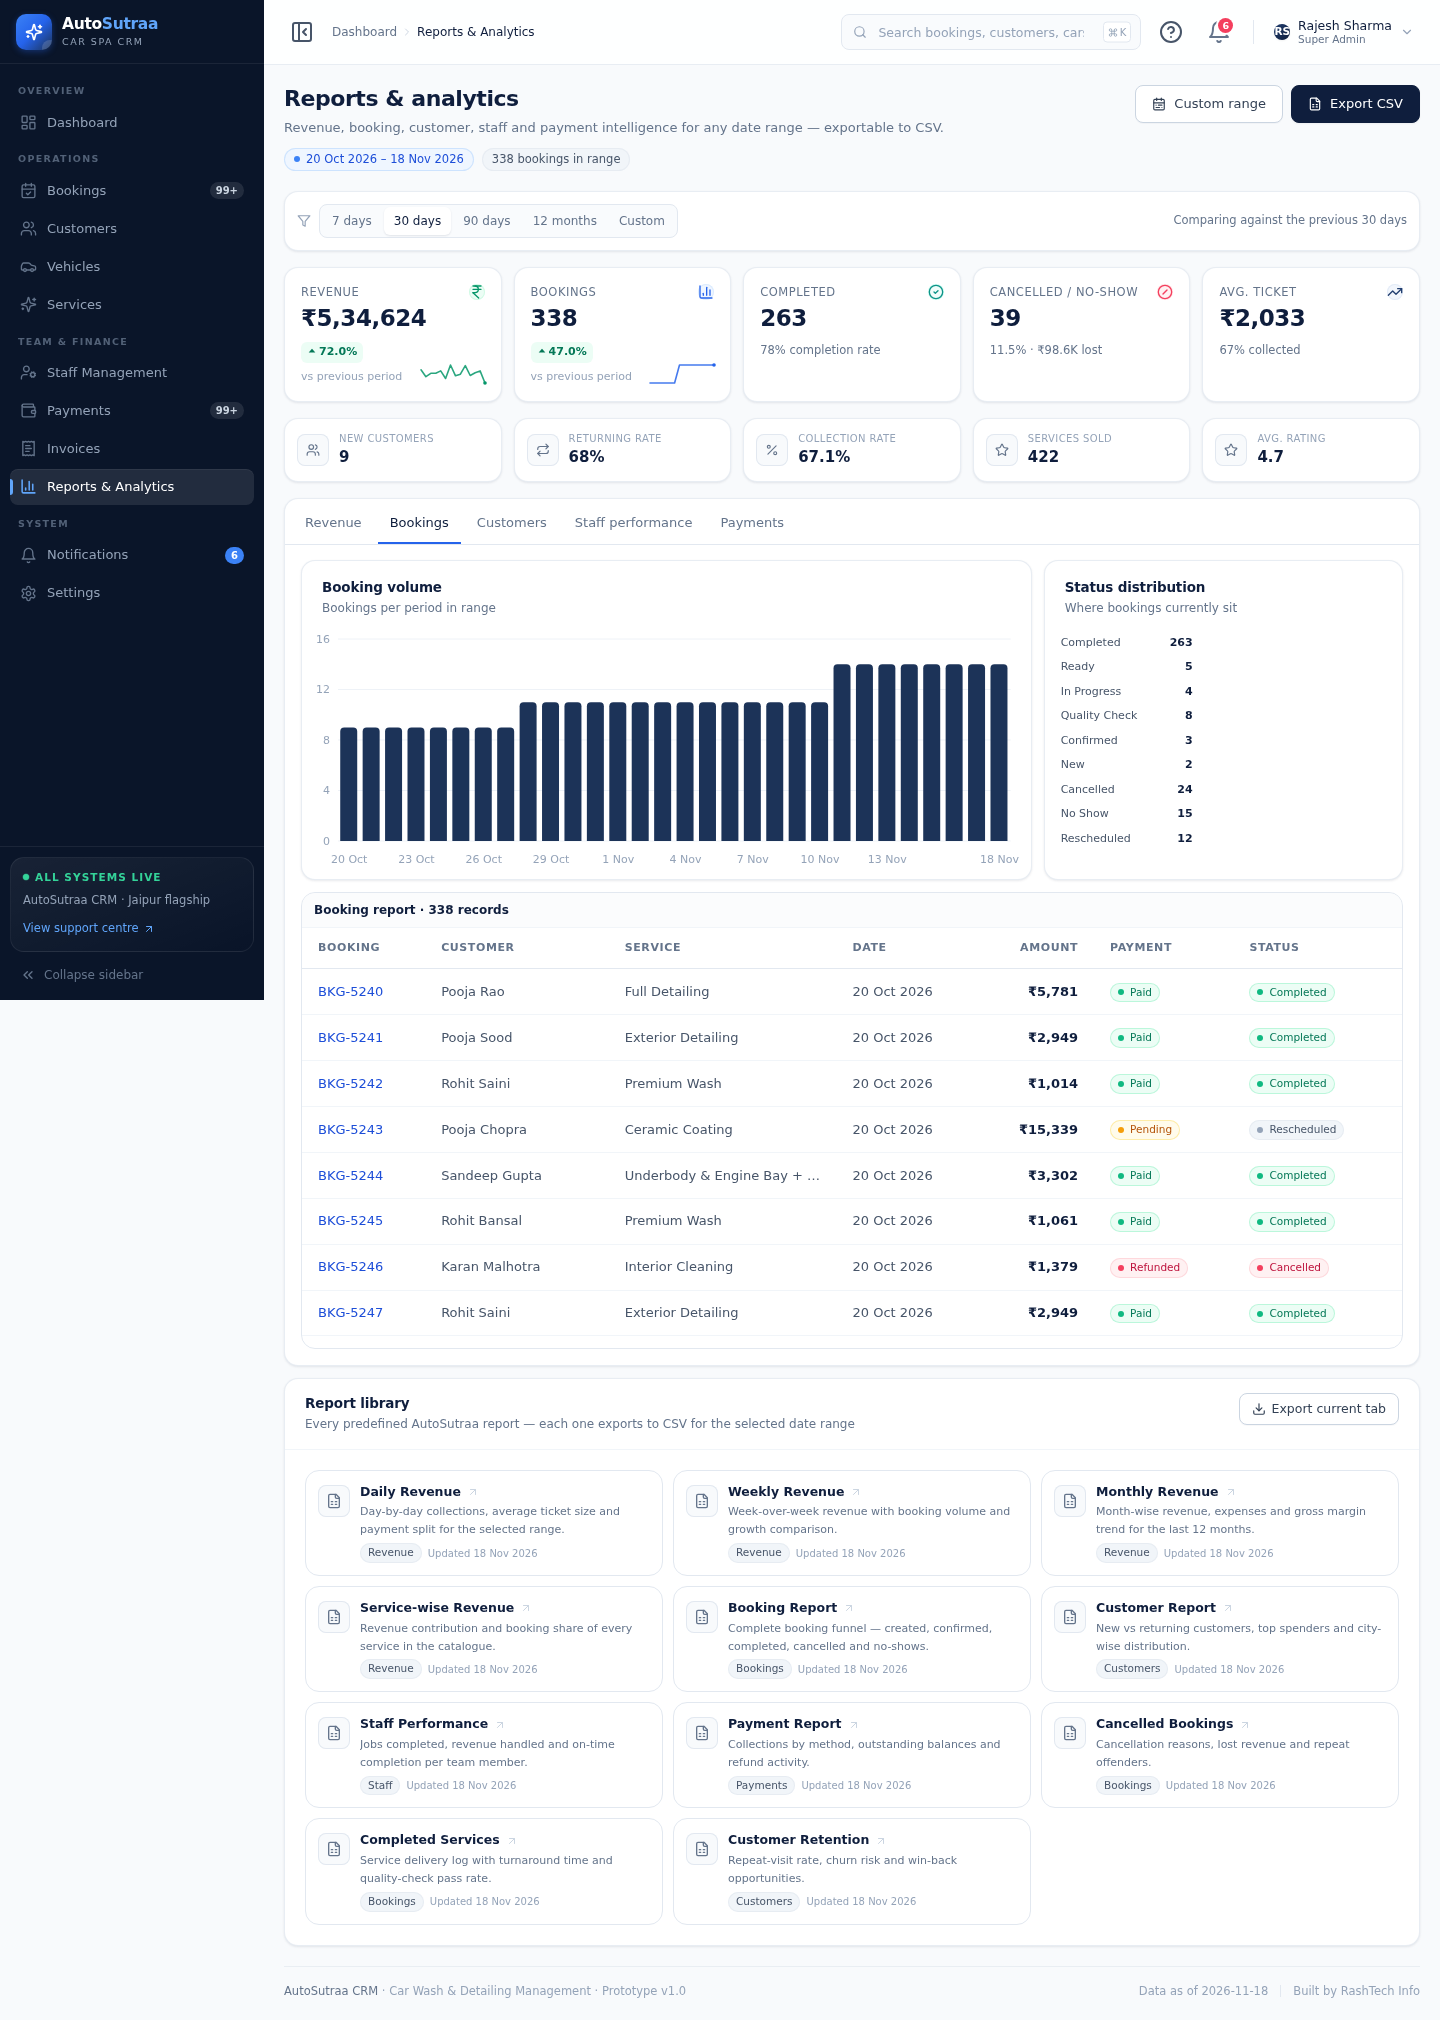 AutoSutraa
CAR SPA CRM
OVERVIEW
Dashboard
OPERATIONS
Bookings 99+
Customers
Vehicles
Services
TEAM & FINANCE
Staff Management
Payments 99+
Invoices
Reports & Analytics
SYSTEM
Notifications 6
Settings
ALL SYSTEMS LIVE
AutoSutraa CRM · Jaipur flagship
View support centre
Collapse sidebar
Dashboard › Reports & Analytics
Search bookings, customers, cars ⌘K
6
RS
Rajesh Sharma
Super Admin
Reports & analytics
Revenue, booking, customer, staff and payment intelligence for any date range — exportable to CSV.
Custom range
Export CSV
20 Oct 2026 – 18 Nov 2026
338 bookings in range
7 days 30 days 90 days 12 months Custom
Comparing against the previous 30 days
REVENUE
₹
₹5,34,624
72.0%
vs previous period
BOOKINGS
338
47.0%
vs previous period
COMPLETED
263
78% completion rate
CANCELLED / NO-SHOW
39
11.5% · ₹98.6K lost
AVG. TICKET
₹2,033
67% collected
NEW CUSTOMERS
9
RETURNING RATE
68%
%
COLLECTION RATE
67.1%
SERVICES SOLD
422
AVG. RATING
4.7
Revenue Bookings Customers Staff performance Payments
Booking volume
Bookings per period in range
16
12
8
4
0
20 Oct 23 Oct 26 Oct 29 Oct 1 Nov 4 Nov 7 Nov 10 Nov 13 Nov 18 Nov
Status distribution
Where bookings currently sit
Completed 263
Ready 5
In Progress 4
Quality Check 8
Confirmed 3
New 2
Cancelled 24
No Show 15
Rescheduled 12
Booking report · 338 records
BOOKING CUSTOMER SERVICE DATE AMOUNT PAYMENT STATUS
BKG-5240 Pooja Rao Full Detailing 20 Oct 2026 ₹5,781 Paid Completed
BKG-5241 Pooja Sood Exterior Detailing 20 Oct 2026 ₹2,949 Paid Completed
BKG-5242 Rohit Saini Premium Wash 20 Oct 2026 ₹1,014 Paid Completed
BKG-5243 Pooja Chopra Ceramic Coating 20 Oct 2026 ₹15,339 Pending Rescheduled
BKG-5244 Sandeep Gupta Underbody & Engine Bay + … 20 Oct 2026 ₹3,302 Paid Completed
BKG-5245 Rohit Bansal Premium Wash 20 Oct 2026 ₹1,061 Paid Completed
BKG-5246 Karan Malhotra Interior Cleaning 20 Oct 2026 ₹1,379 Refunded Cancelled
BKG-5247 Rohit Saini Exterior Detailing 20 Oct 2026 ₹2,949 Paid Completed
Report library
Every predefined AutoSutraa report — each one exports to CSV for the selected date range
Export current tab
Daily Revenue
Day-by-day collections, average ticket size and
payment split for the selected range.
Revenue Updated 18 Nov 2026
Weekly Revenue
Week-over-week revenue with booking volume and
growth comparison.
Revenue Updated 18 Nov 2026
Monthly Revenue
Month-wise revenue, expenses and gross margin
trend for the last 12 months.
Revenue Updated 18 Nov 2026
Service-wise Revenue
Revenue contribution and booking share of every
service in the catalogue.
Revenue Updated 18 Nov 2026
Booking Report
Complete booking funnel — created, confirmed,
completed, cancelled and no-shows.
Bookings Updated 18 Nov 2026
Customer Report
New vs returning customers, top spenders and city-
wise distribution.
Customers Updated 18 Nov 2026
Staff Performance
Jobs completed, revenue handled and on-time
completion per team member.
Staff Updated 18 Nov 2026
Payment Report
Collections by method, outstanding balances and
refund activity.
Payments Updated 18 Nov 2026
Cancelled Bookings
Cancellation reasons, lost revenue and repeat
offenders.
Bookings Updated 18 Nov 2026
Completed Services
Service delivery log with turnaround time and
quality-check pass rate.
Bookings Updated 18 Nov 2026
Customer Retention
Repeat-visit rate, churn risk and win-back
opportunities.
Customers Updated 18 Nov 2026
AutoSutraa CRM · Car Wash & Detailing Management · Prototype v1.0
Data as of 2026-11-18
Built by RashTech Info